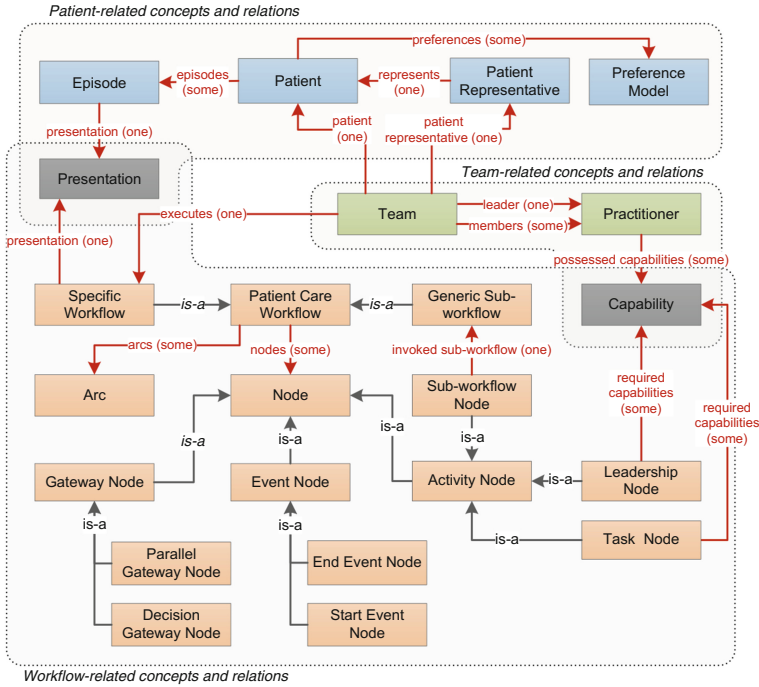 Patient-related concepts and relations
preferences (some)
Episode
episodes
(some)
Patient
represents
(one)
Patient
Representative
Preference
Model
presentation (one)
patient
(one)
patient
representative (one)
Presentation
Team-related concepts and relations
executes (one)
Team
leader (one)
members (some)
Practitioner
presentation (one)
possessed capabilities (some)
Specific
Workflow
is-a
Patient Care
Workflow
is-a
Generic Sub-
workflow
Capability
arcs (some)
nodes (some)
invoked sub-workflow (one)
Arc
Node
Sub-workflow
Node
required
capabilities
(some)
required
capabilities
(some)
is-a
is-a
is-a
is-a
Gateway Node
Event Node
Activity Node
is-a
Leadership
Node
is-a
is-a
is-a
Task Node
Parallel
Gateway Node
End Event Node
Decision
Gateway Node
Start Event
Node
Workflow-related concepts and relations